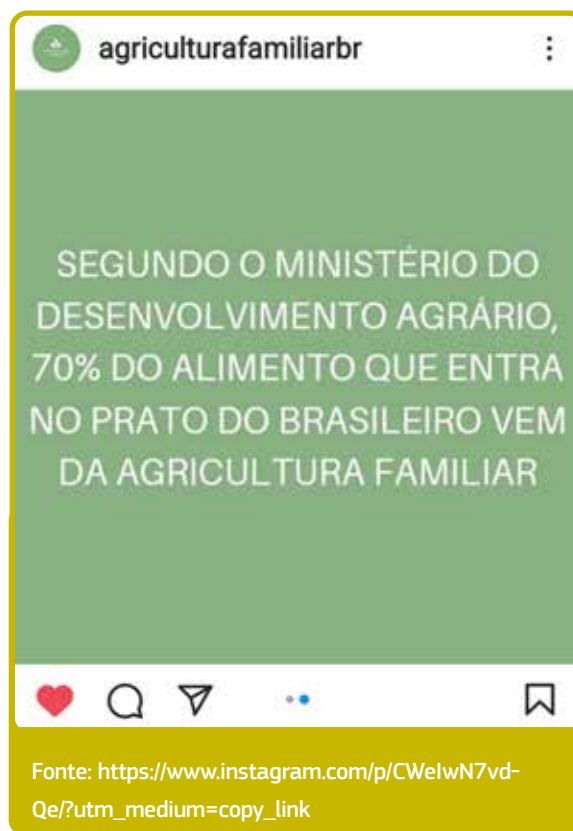 agriculturafamiliarbr
SEGUNDO O MINISTÉRIO DO
DESENVOLVIMENTO AGRÁRIO,
70% DO ALIMENTO QUE ENTRA
NO PRATO DO BRASILEIRO VEM
DA AGRICULTURA FAMILIAR
Fonte: https://www.instagram.com/p/CWeIwN7vd-
Qe/?utm_medium=copy_link